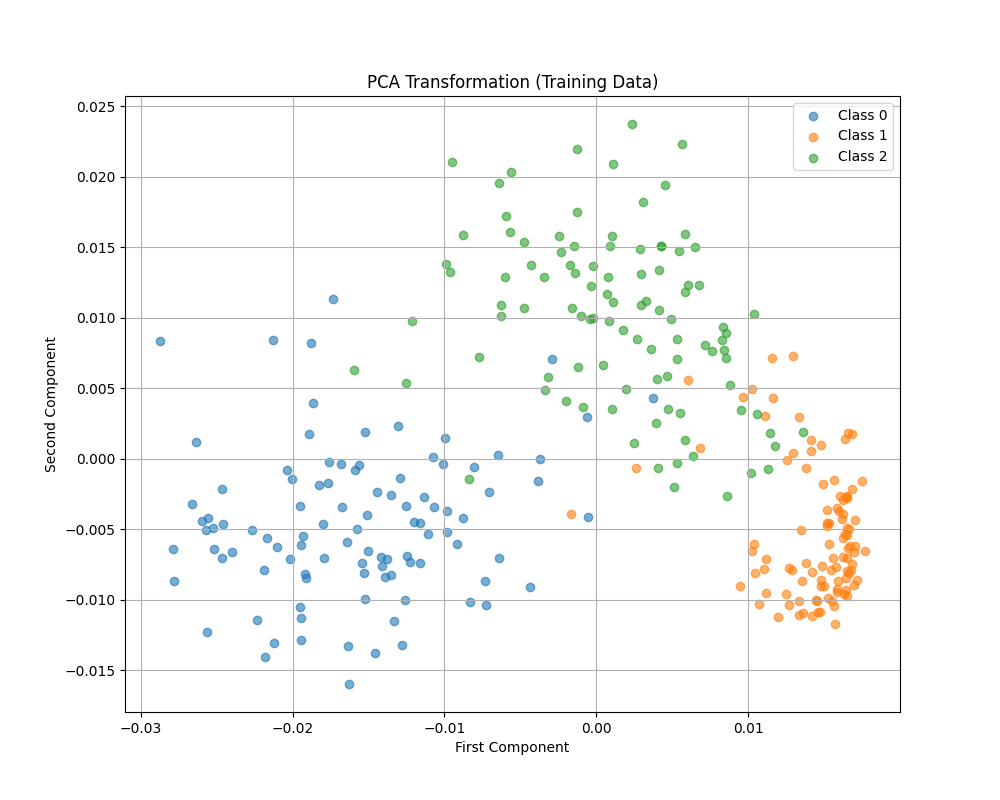 PCA Transformation (Training Data)
Class 0
Class 1
Class 2
0.025
0.020
0.015
0.010
0.005
0.000
−0.005
−0.010
−0.015
Second Component
−0.03
−0.02
−0.01
0.00
0.01
First Component